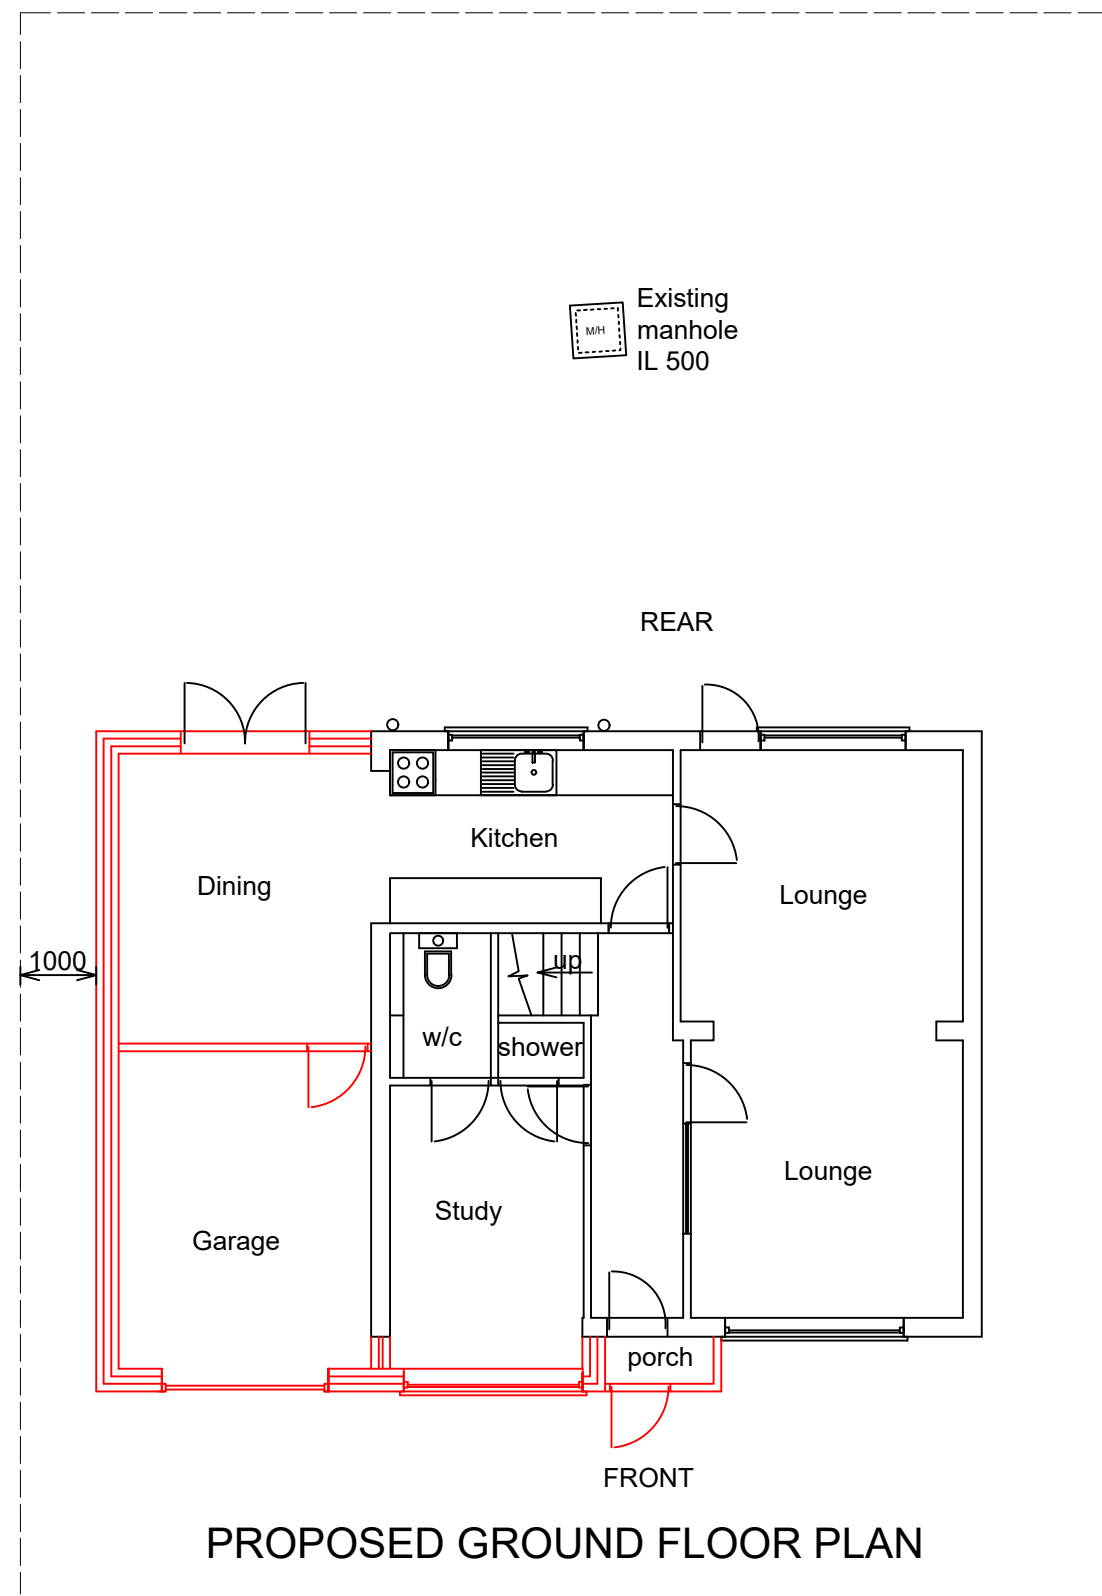 Existing
manhole
IL 500
M/H
REAR
Kitchen
Dining
Lounge
1000
up
w/c
shower
Lounge
Study
Garage
porch
FRONT
PROPOSED GROUND FLOOR PLAN